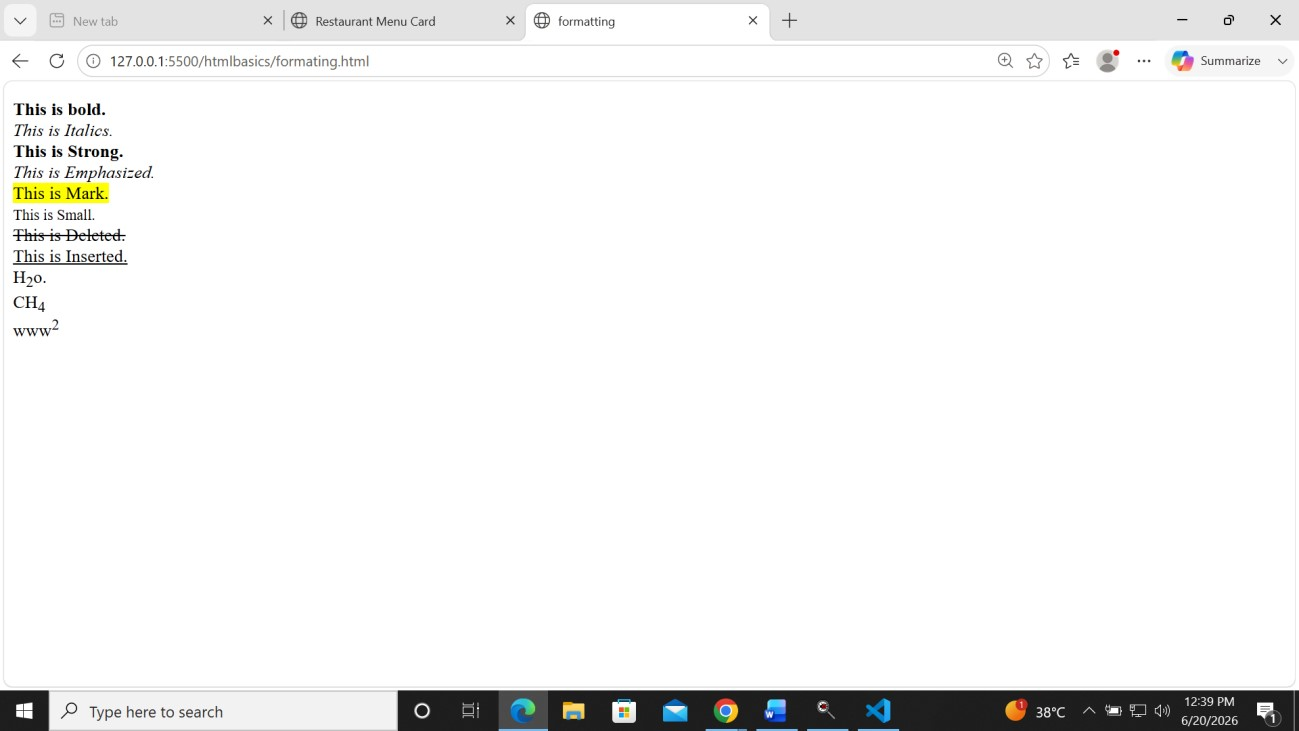 New tab
Restaurant Menu Card
formatting
127.0.0.1:5500/htmlbasics/formating.html
Summarize
This is bold.
This is Italics.
This is Strong.
This is Emphasized.
This is Mark.
This is Small.
This is Deleted.
This is Inserted.
H₂o.
CH₄
www²
Type here to search
1
38°C
12:39 PM
6/20/2026
1